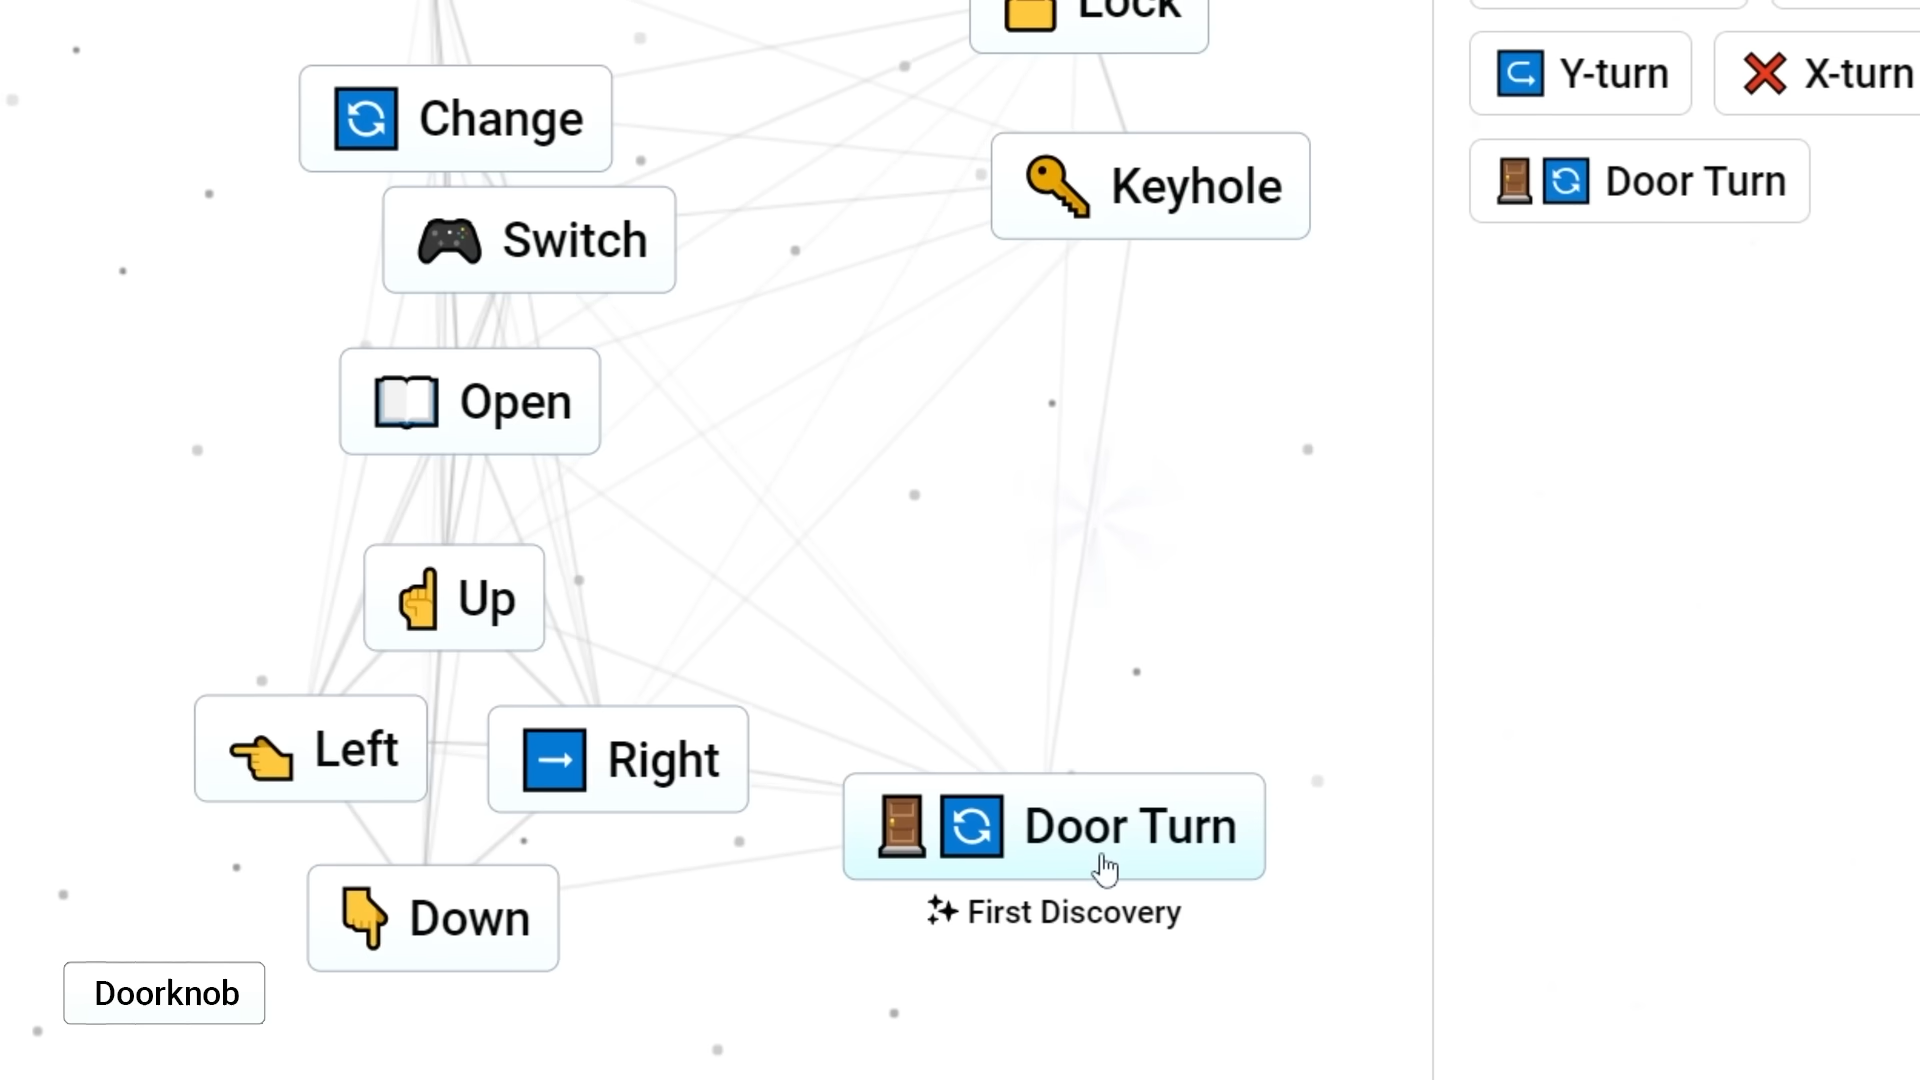 Lock
Change
Keyhole
Switch
Open
Up
Left
Right
Door Turn
First Discovery
Down
Doorknob
Y-turn
X-turn
Door Turn